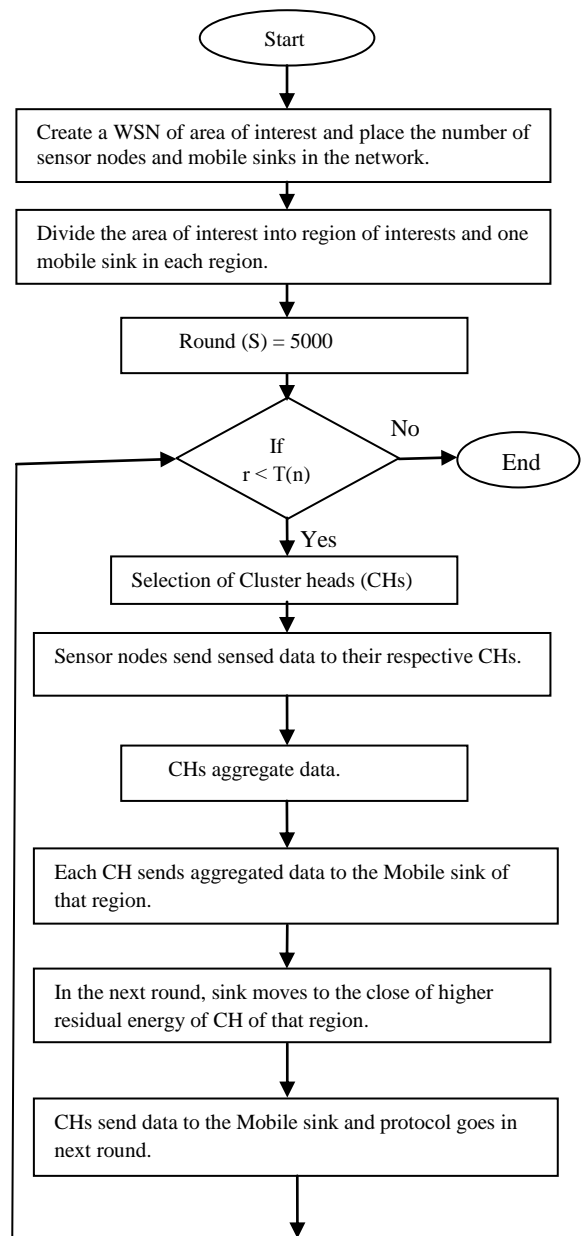 Start
Create a WSN of area of interest and place the number of
sensor nodes and mobile sinks in the network.
Divide the area of interest into region of interests and one
mobile sink in each region.
Round (S) = 5000
If
r < T(n)
No
End
Yes
Selection of Cluster heads (CHs)
Sensor nodes send sensed data to their respective CHs.
CHs aggregate data.
Each CH sends aggregated data to the Mobile sink of
that region.
In the next round, sink moves to the close of higher
residual energy of CH of that region.
CHs send data to the Mobile sink and protocol goes in
next round.